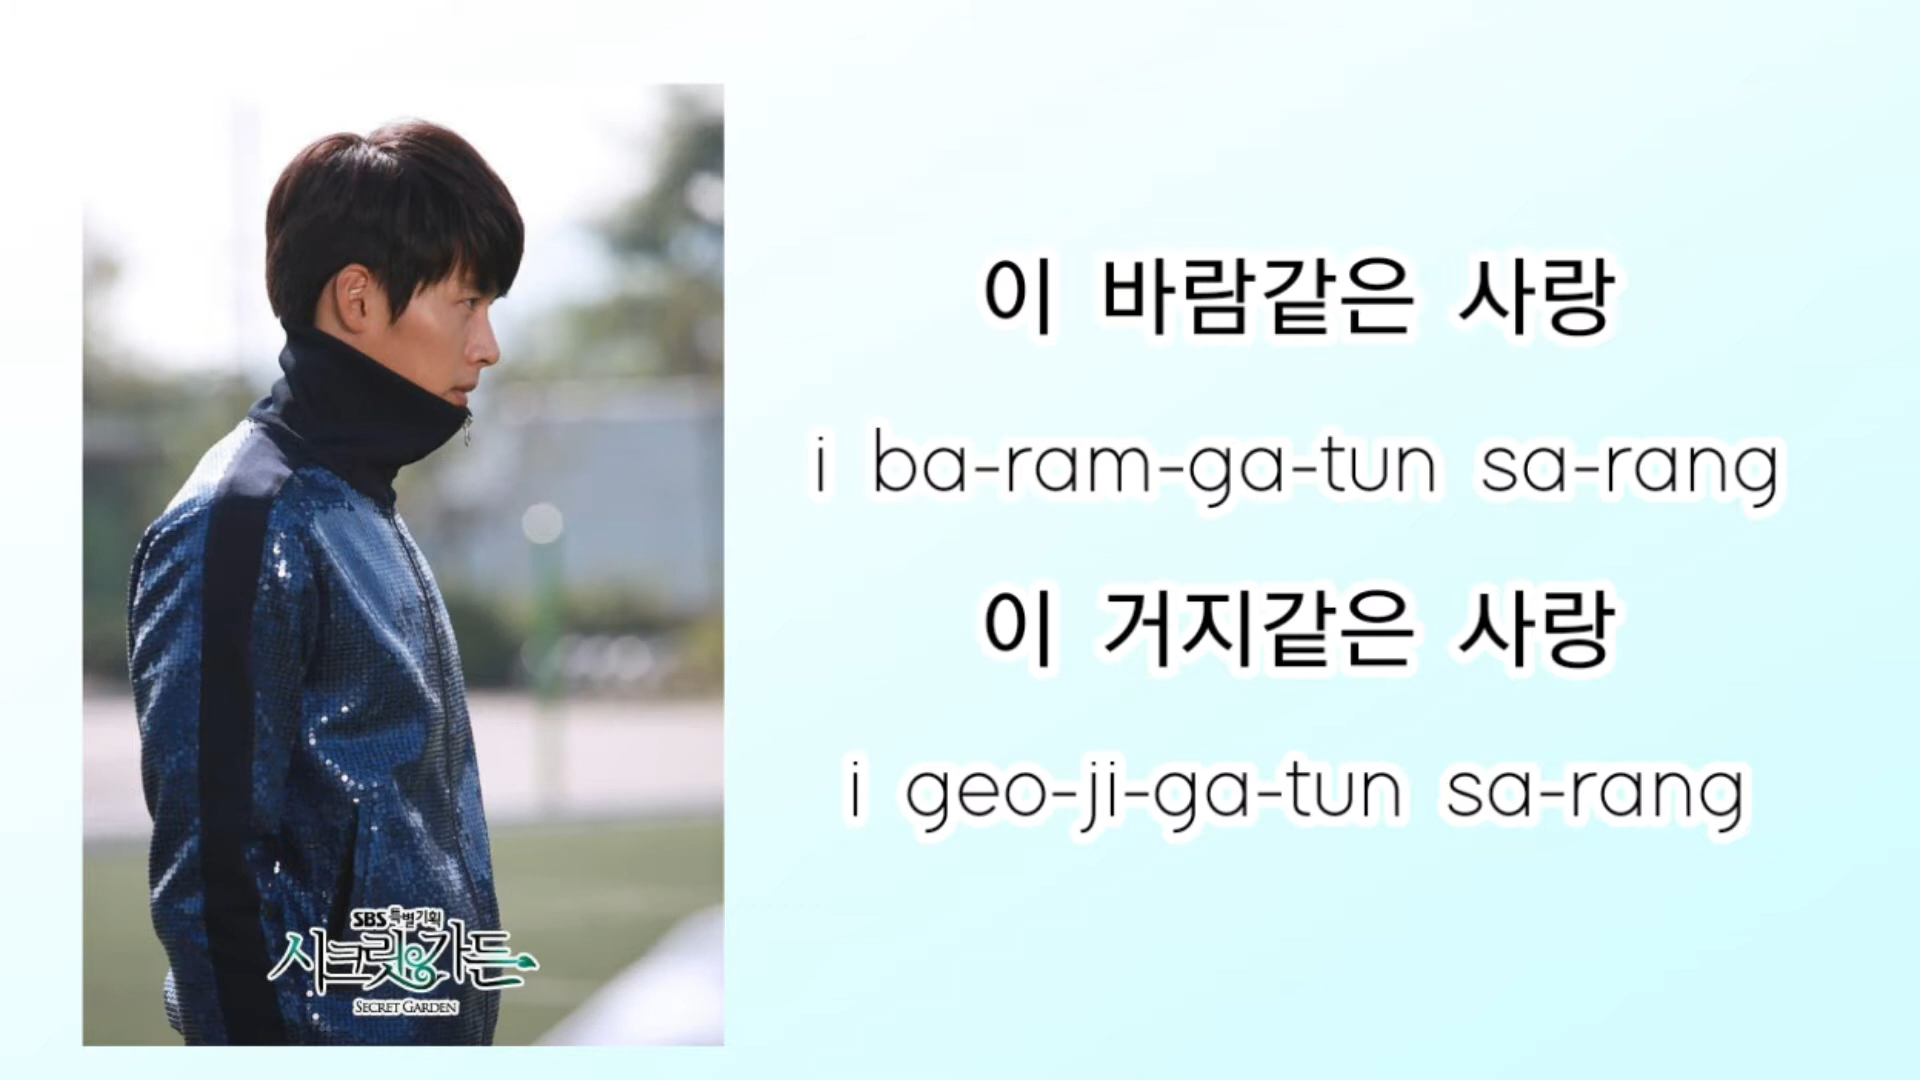 이 바람같은 사랑
i ba-ram-ga-tun sa-rang
이 거지같은 사랑
i geo-ji-ga-tun sa-rang
SBS 특별기획
시크릿가든
SECRET GARDEN